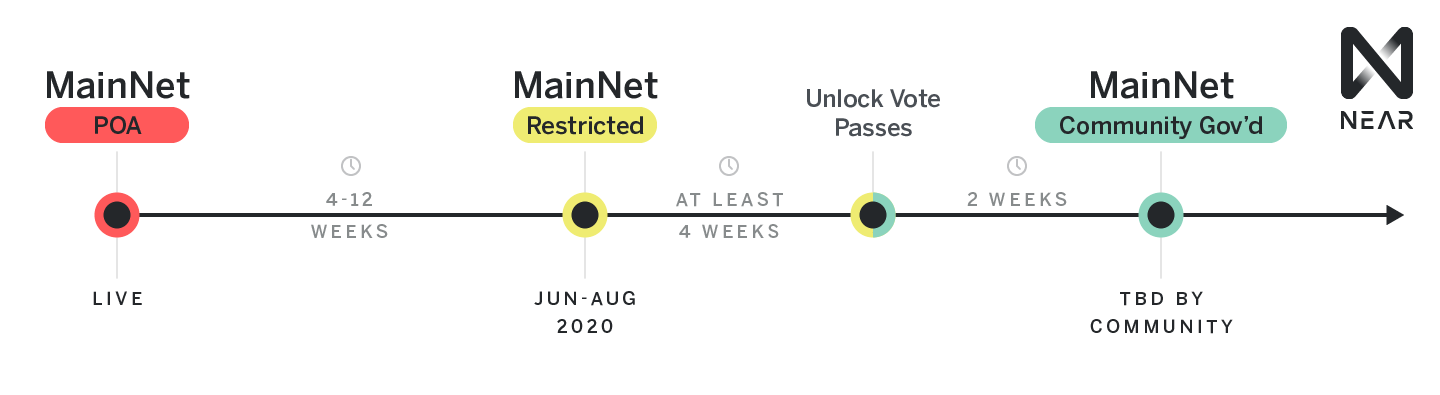 MainNet
POA
4-12
WEEKS
LIVE
MainNet
Restricted
JUN-AUG
2020
AT LEAST
4 WEEKS
Unlock Vote
Passes
2 WEEKS
MainNet
Community Gov’d
TBD BY
COMMUNITY
NEAR